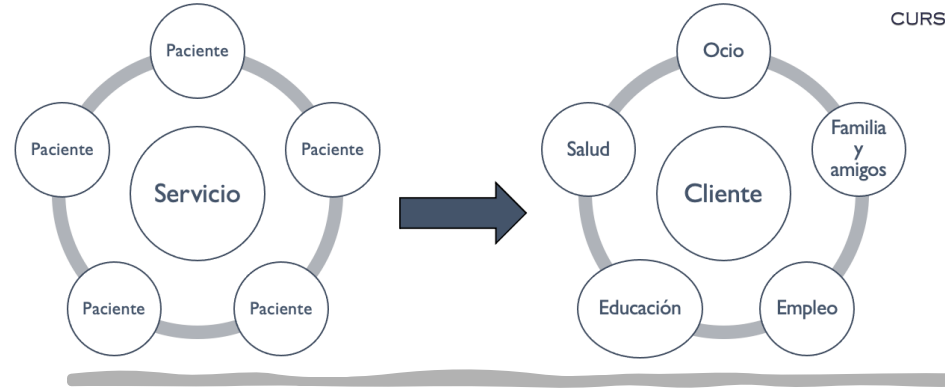 CURS
Paciente
Paciente
Paciente
Servicio
Paciente
Paciente
Ocio
Salud
Familia
y
amigos
Cliente
Educación
Empleo